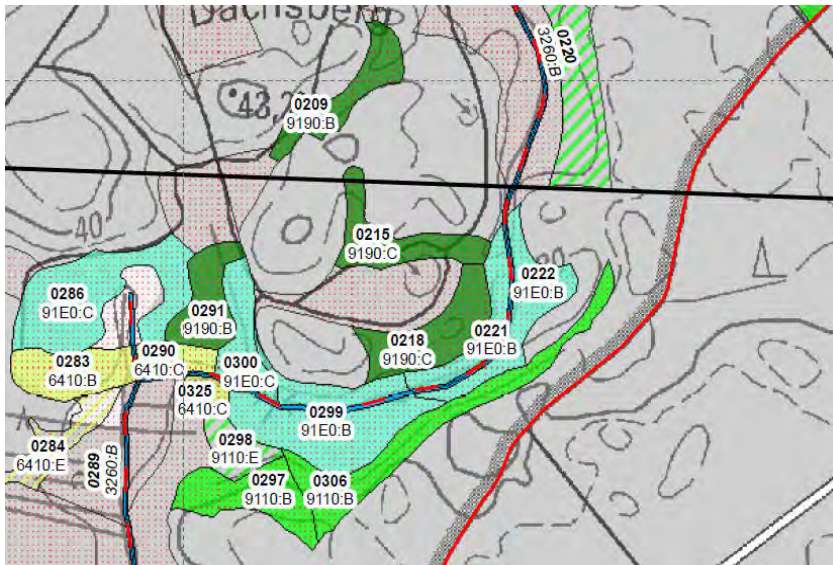 Dachsberg
0220
3260:B
0209
9190:B
43,2
40
0215
9190:C
0222
91E0:B
0286
91E0:C
0291
9190:B
0221
91E0:B
0218
9190:C
0290
6410:C
0283
6410:B
0300
91E0:C
0325
6410:C
0299
91E0:B
0298
9110:E
0284
6410:E
0289
3260:B
0297
9110:B
0306
9110:B